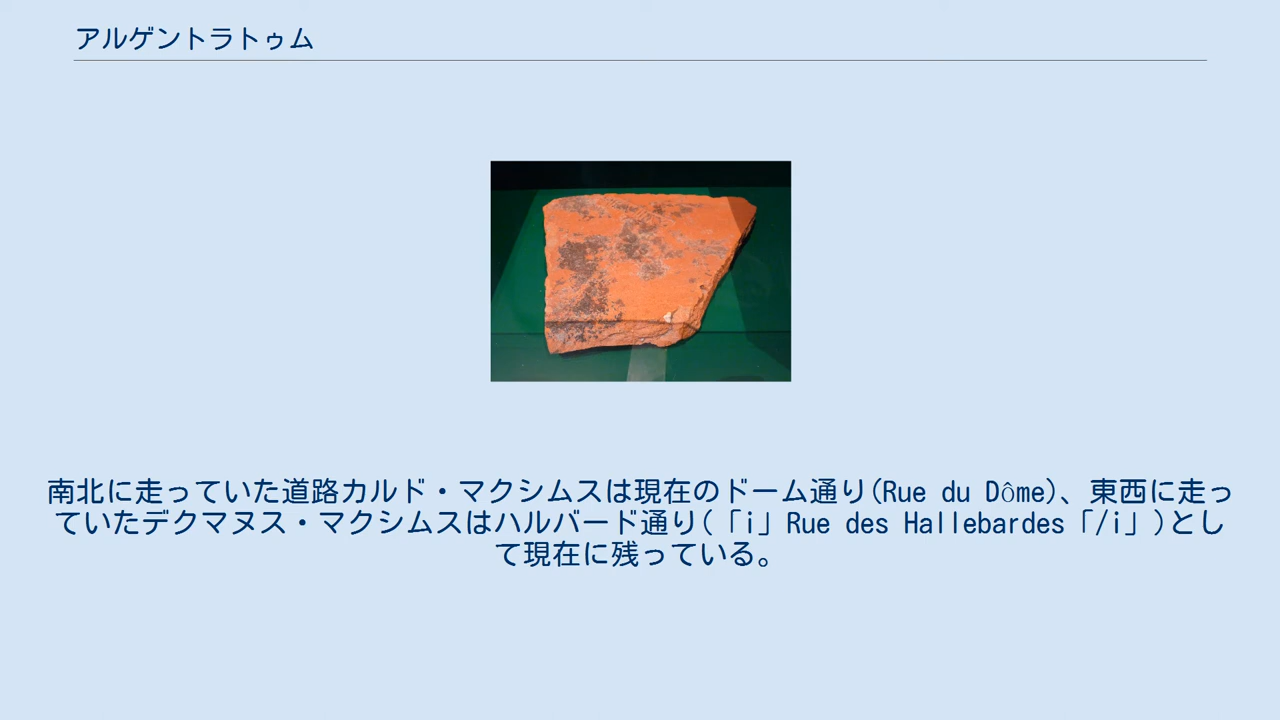 アルゲントラトゥム
南北に走っていた道路カルド・マクシムスは現在のドーム通り(Rue du Dôme)、東西に走っ
ていたデクマヌス・マクシムスはハルバード通り(「i」Rue des Hallebardes「/i」)とし
て現在に残っている。